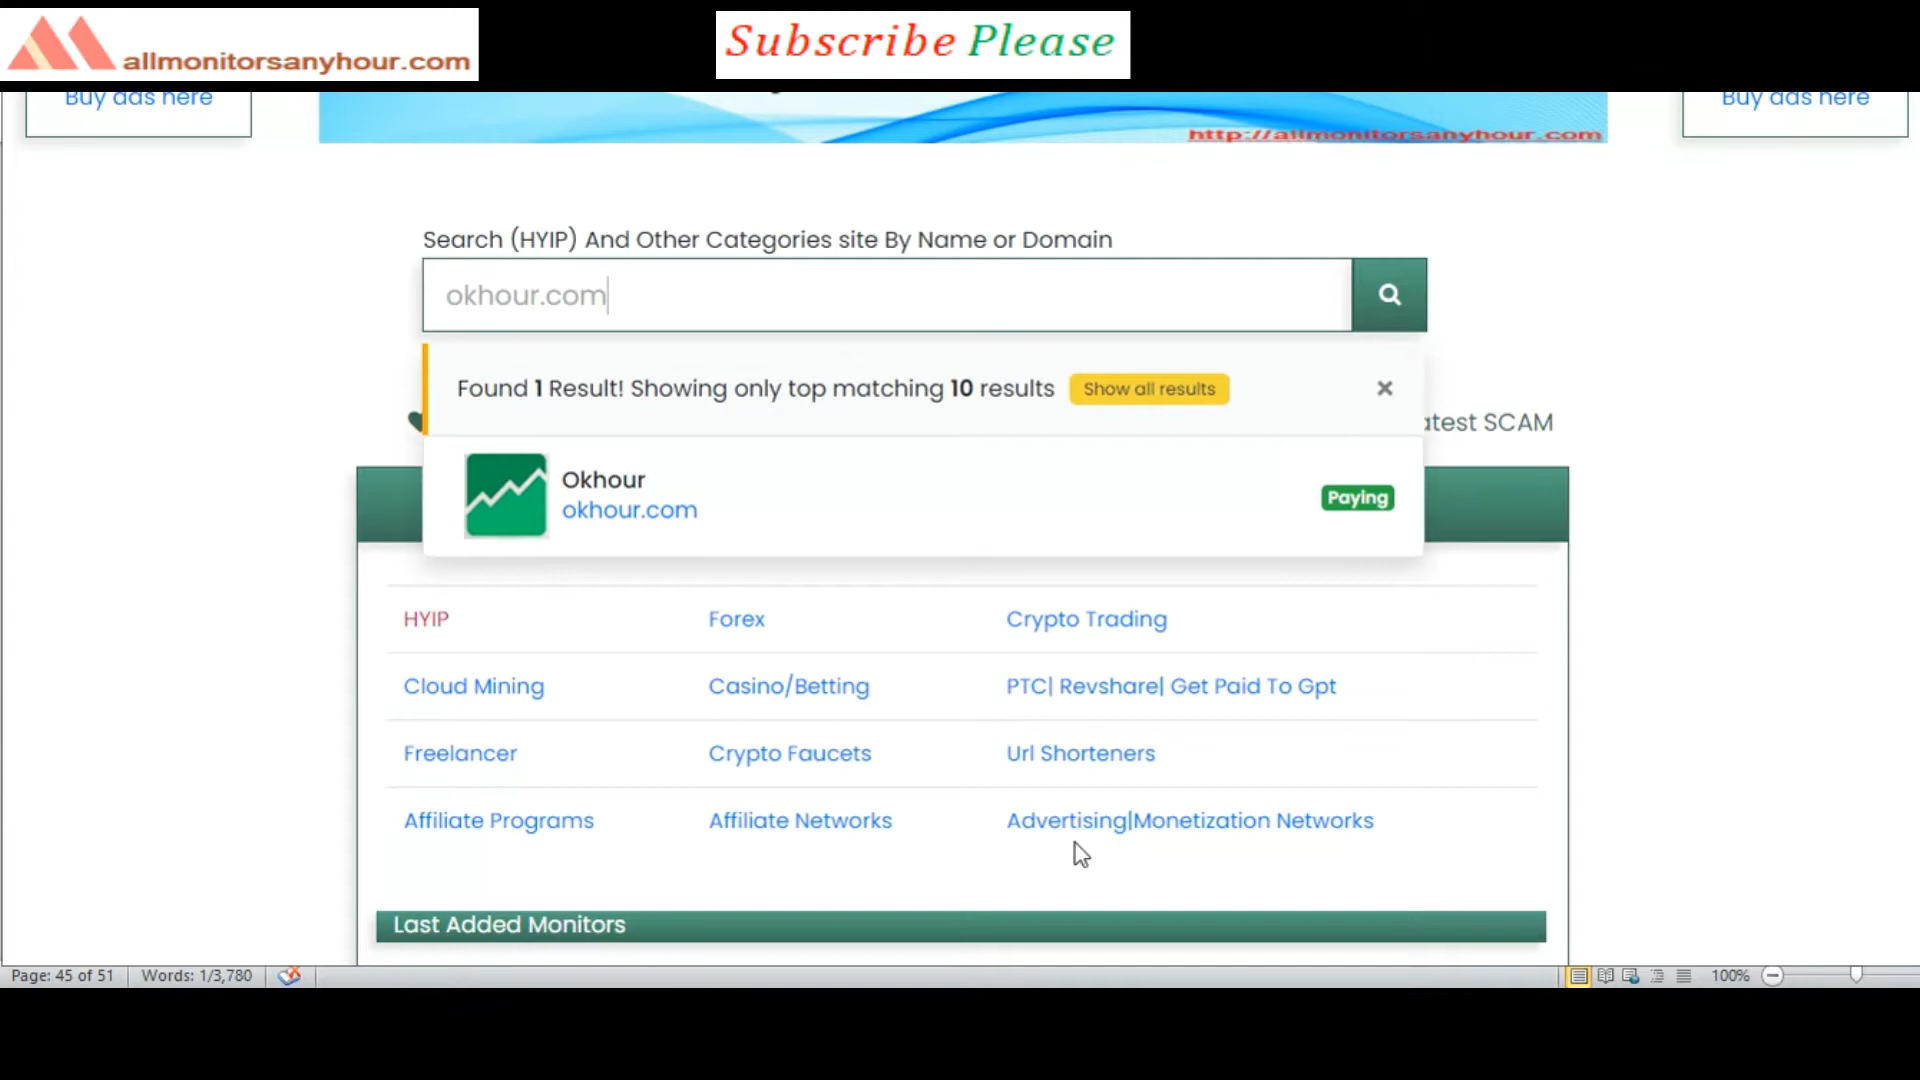 allmonitorsanyhour.com
Subscribe Please
Buy ads here
Buy ads here
http://allmonitorsanyhour.com
Search (HYIP) And Other Categories site By Name or Domain
okhour.com
Found 1 Result! Showing only top matching 10 results Show all results
atest SCAM
Okhour
okhour.com
Paying
HYIP Forex Crypto Trading
Cloud Mining Casino/Betting PTC| Revshare| Get Paid To Gpt
Freelancer Crypto Faucets Url Shorteners
Affiliate Programs Affiliate Networks Advertising|Monetization Networks
Last Added Monitors
Page: 45 of 51 Words: 1/3,780 100%